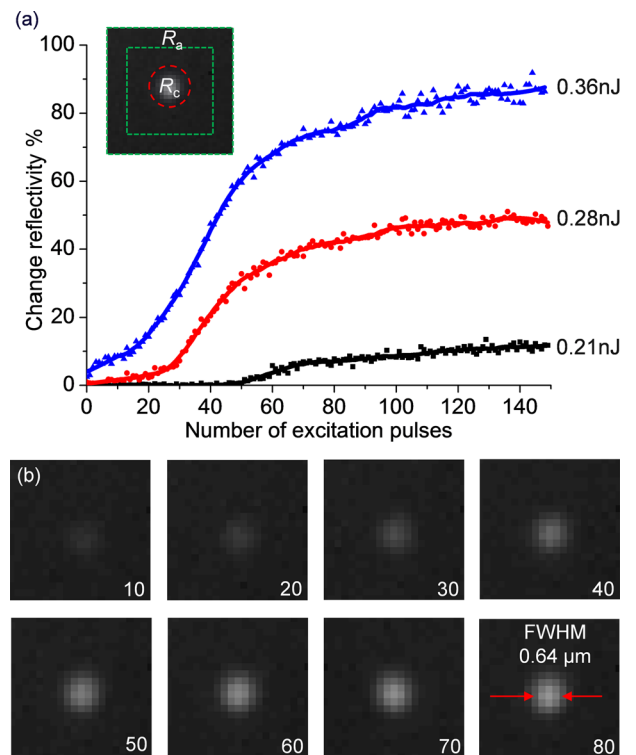 (a)
R_a
R_c
Change reflectivity %
100
80
60
40
20
0
0.36nJ
0.28nJ
0.21nJ
0 20 40 60 80 100 120 140
Number of excitation pulses
(b)
10 20 30 40
FWHM
0.64 µm
50 60 70 80